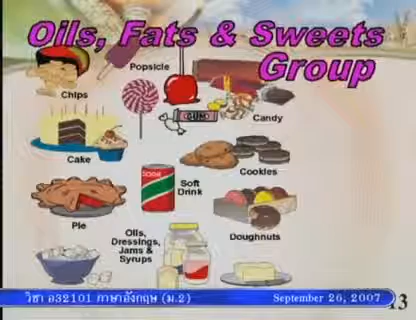 Oils, Fats & Sweets
Group
Popsicle
Chips
GUM
Candy
Cake
Cookies
SODA
Soft
Drink
Pie
Oils,
Dressings,
Jams &
Syrups
Doughnuts
วิชา อ32101 ภาษาอังกฤษ (ม.2)
September 26, 2007
13